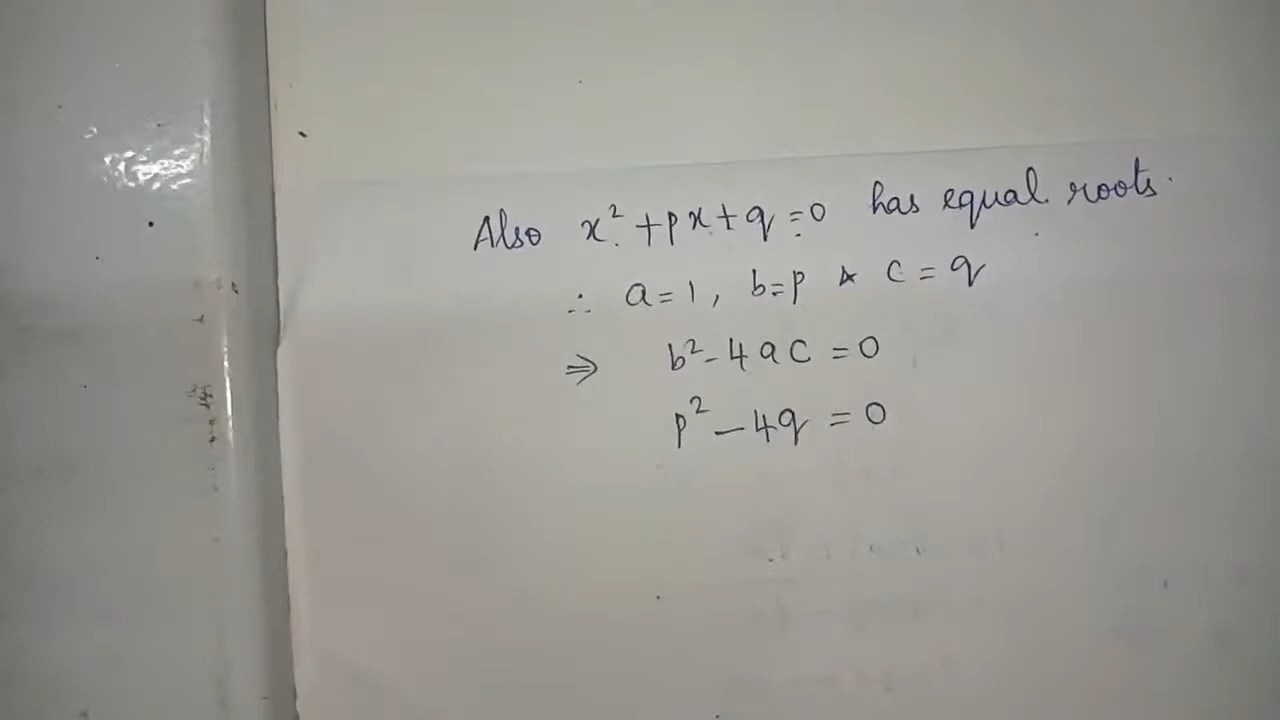 Also x² + px + q = 0 has equal roots.
∴ a = 1, b = p & c = q
⇒ b² - 4ac = 0
p² - 4q = 0